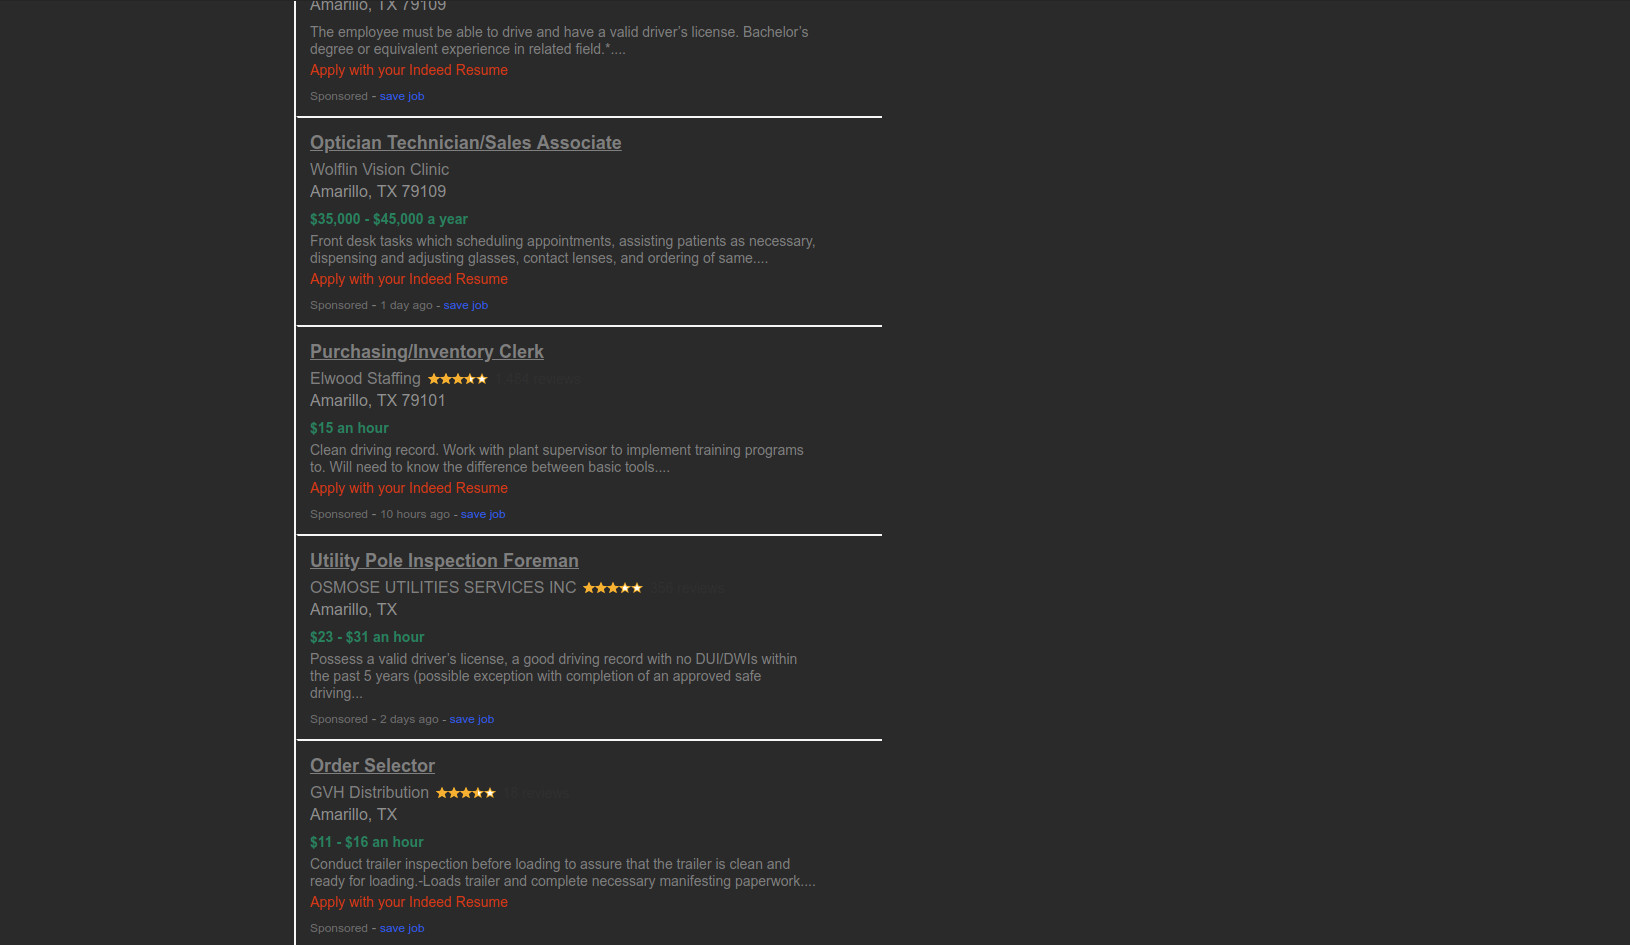 Amarillo, TX 79109
The employee must be able to drive and have a valid driver’s license. Bachelor’s
degree or equivalent experience in related field.*....
Apply with your Indeed Resume
Sponsored - save job
Optician Technician/Sales Associate
Wolflin Vision Clinic
Amarillo, TX 79109
$35,000 - $45,000 a year
Front desk tasks which scheduling appointments, assisting patients as necessary,
dispensing and adjusting glasses, contact lenses, and ordering of same....
Apply with your Indeed Resume
Sponsored - 1 day ago - save job
Purchasing/Inventory Clerk
Elwood Staffing reviews
Amarillo, TX 79101
$15 an hour
Clean driving record. Work with plant supervisor to implement training programs
to. Will need to know the difference between basic tools....
Apply with your Indeed Resume
Sponsored - 10 hours ago - save job
Utility Pole Inspection Foreman
OSMOSE UTILITIES SERVICES INC reviews
Amarillo, TX
$23 - $31 an hour
Possess a valid driver’s license, a good driving record with no DUI/DWIs within
the past 5 years (possible exception with completion of an approved safe
driving...
Sponsored - 2 days ago - save job
Order Selector
GVH Distribution reviews
Amarillo, TX
$11 - $16 an hour
Conduct trailer inspection before loading to assure that the trailer is clean and
ready for loading.-Loads trailer and complete necessary manifesting paperwork....
Apply with your Indeed Resume
Sponsored - save job